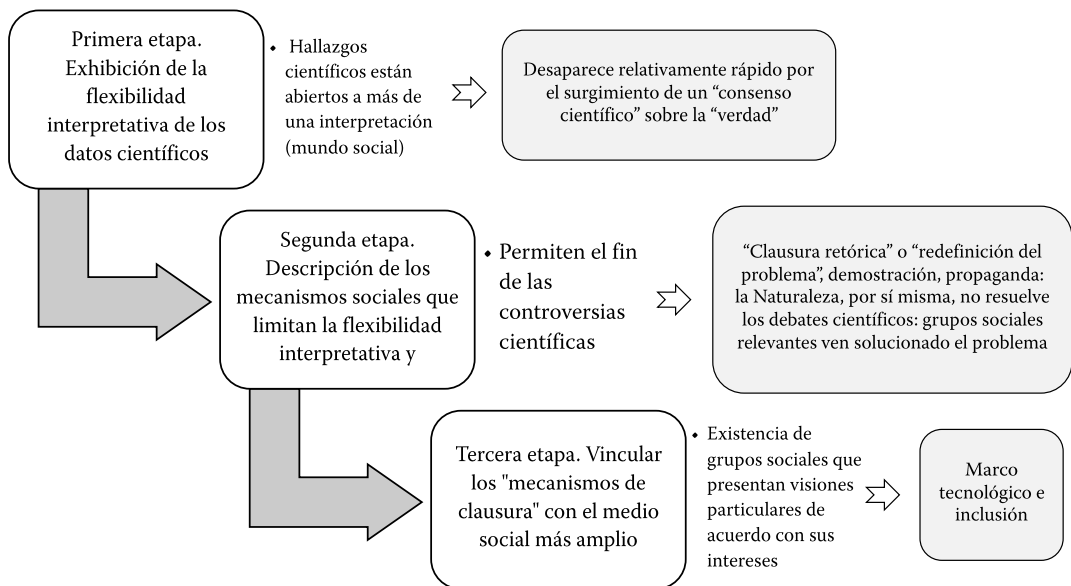 Primera etapa.
Exhibición de la
flexibilidad
interpretativa de los
datos científicos
• Hallazgos
científicos están
abiertos a más de
una interpretación
(mundo social)
Desaparece relativamente rápido por
el surgimiento de un “consenso
científico” sobre la “verdad”
Segunda etapa.
Descripción de los
mecanismos sociales que
limitan la flexibilidad
interpretativa y
• Permiten el fin
de las
controversias
científicas
“Clausura retórica” o “redefinición del
problema”, demostración, propaganda:
la Naturaleza, por sí misma, no resuelve
los debates científicos: grupos sociales
relevantes ven solucionado el problema
Tercera etapa. Vincular
los "mecanismos de
clausura" con el medio
social más amplio
• Existencia de
grupos sociales que
presentan visiones
particulares de
acuerdo con sus
intereses
Marco
tecnológico e
inclusión